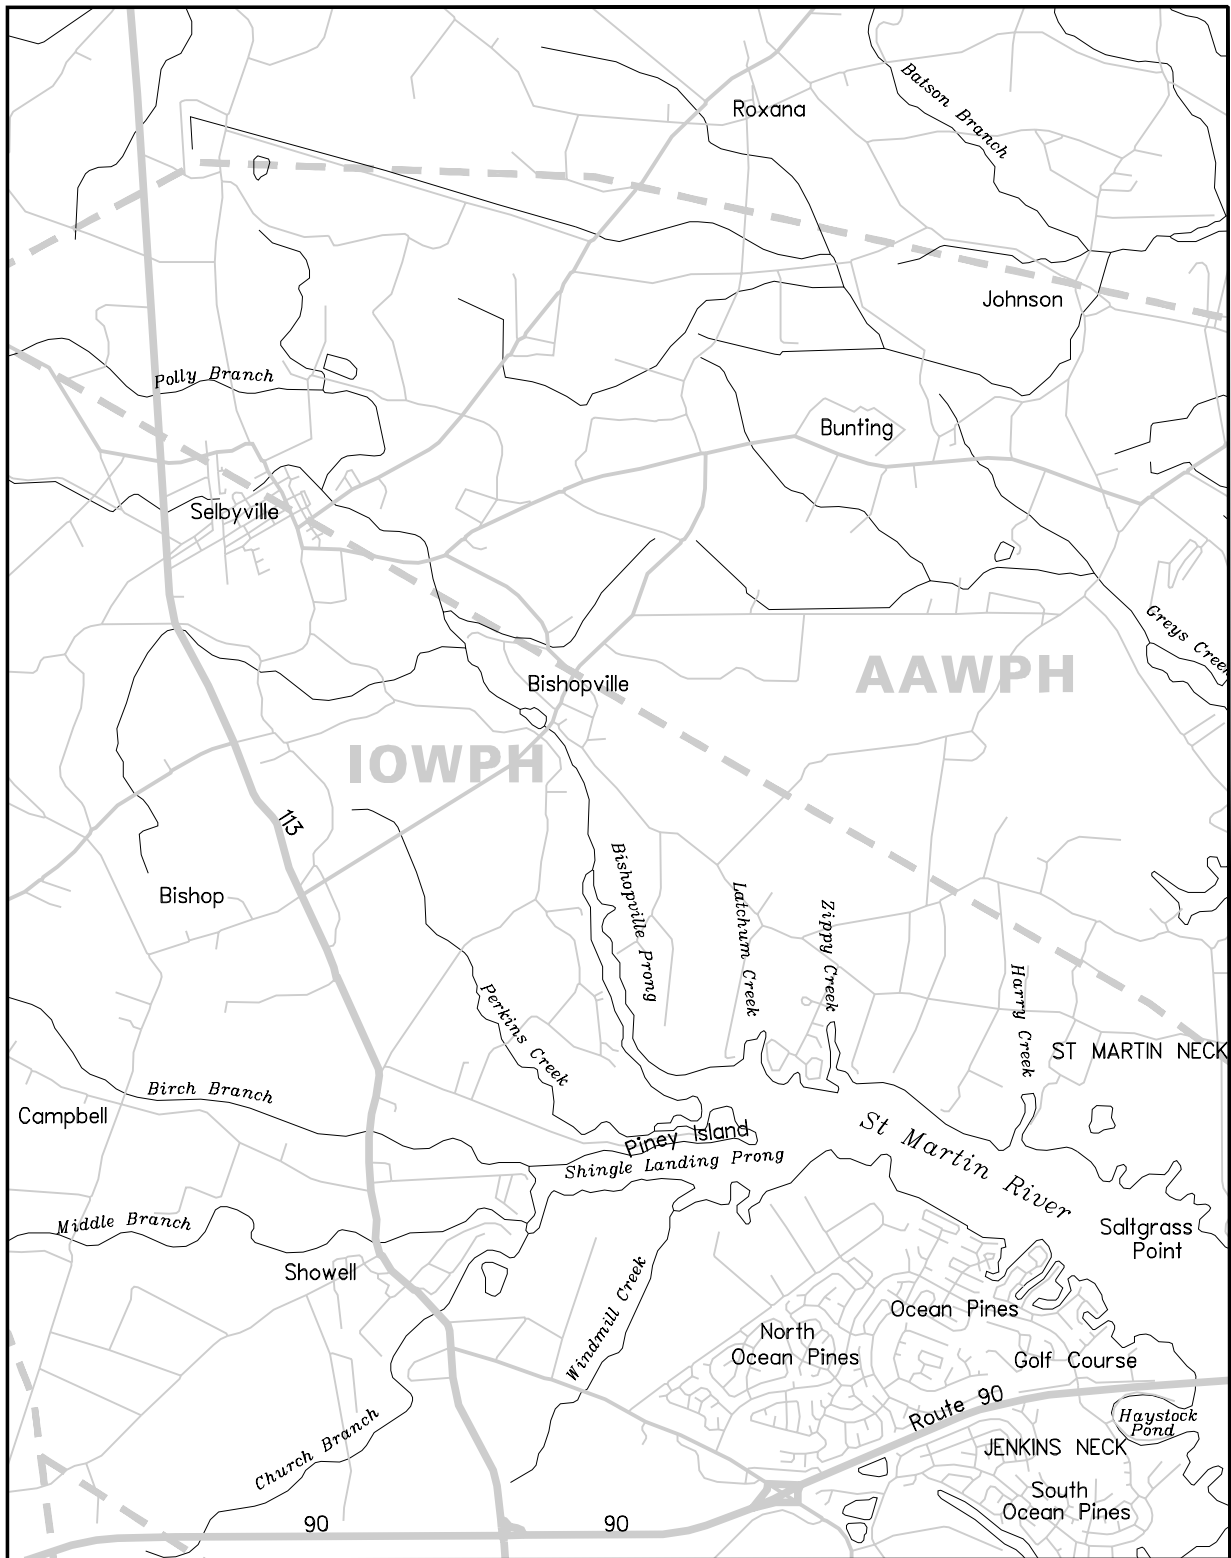 Batson Branch
Roxana
Johnson
Polly Branch
Bunting
Selbyville
Greys Creek
AAWPH
Bishopville
IOWPH
113
Bishop
Bishopville Prong
Latchum Creek
Zippy Creek
Harry Creek
Perkins Creek
ST MARTIN NECK
Birch Branch
Campbell
Piney Island
St Martin River
Shingle Landing Prong
Middle Branch
Saltgrass
Point
Showell
Windmill Creek
Ocean Pines
North
Ocean Pines
Golf Course
Route 90
Haystock
Pond
Church Branch
JENKINS NECK
South
Ocean Pines
90
90